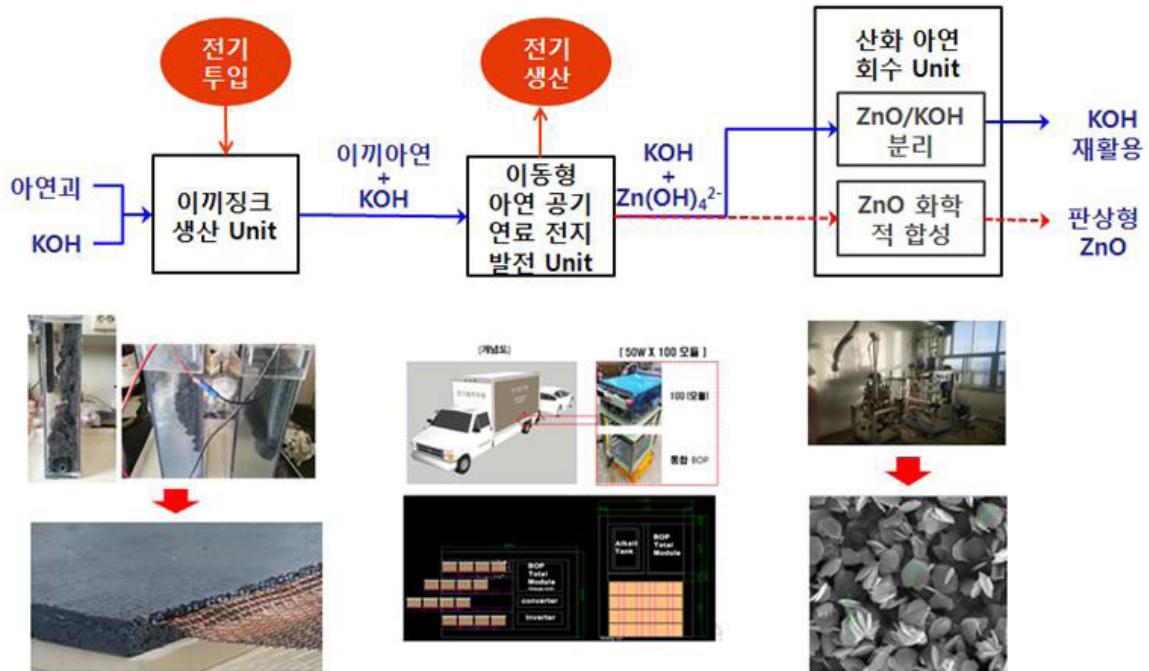 전기
투입
전기
생산
산화 아연
회수 Unit
ZnO/KOH
분리
KOH
재활용
아연괴
KOH
이끼징크
생산 Unit
이끼아연
+
KOH
이동형
아연 공기
연료 전지
발전 Unit
KOH
+
Zn(OH)₄²⁻
ZnO 화학
적 합성
판상형
ZnO
[개념도]
[ 50W X 100 모듈 ]
100 [모듈]
통합 BOP
BOP
Total
Module
converter
Inverter
Alkali
Tank
BOP
Total
Module